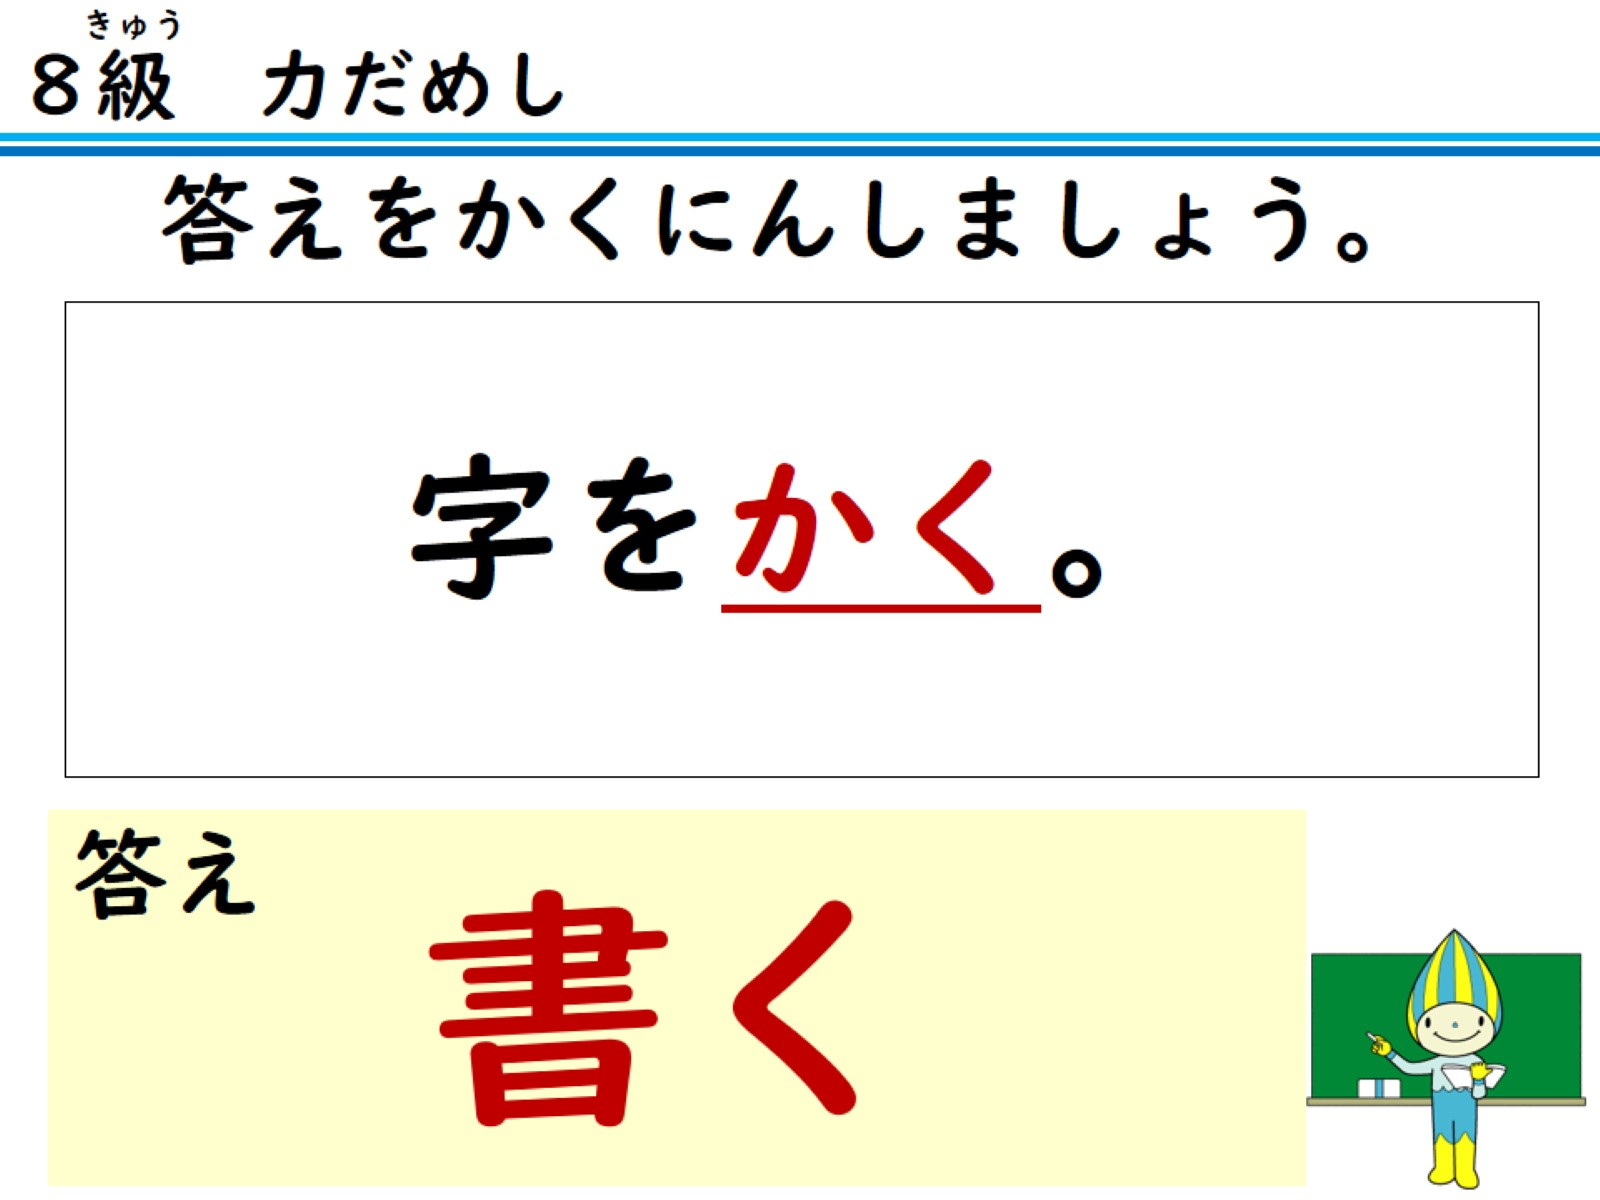 きゅう
８級　力だめし
答えをかくにんしましょう。
字をかく。
答え
書く